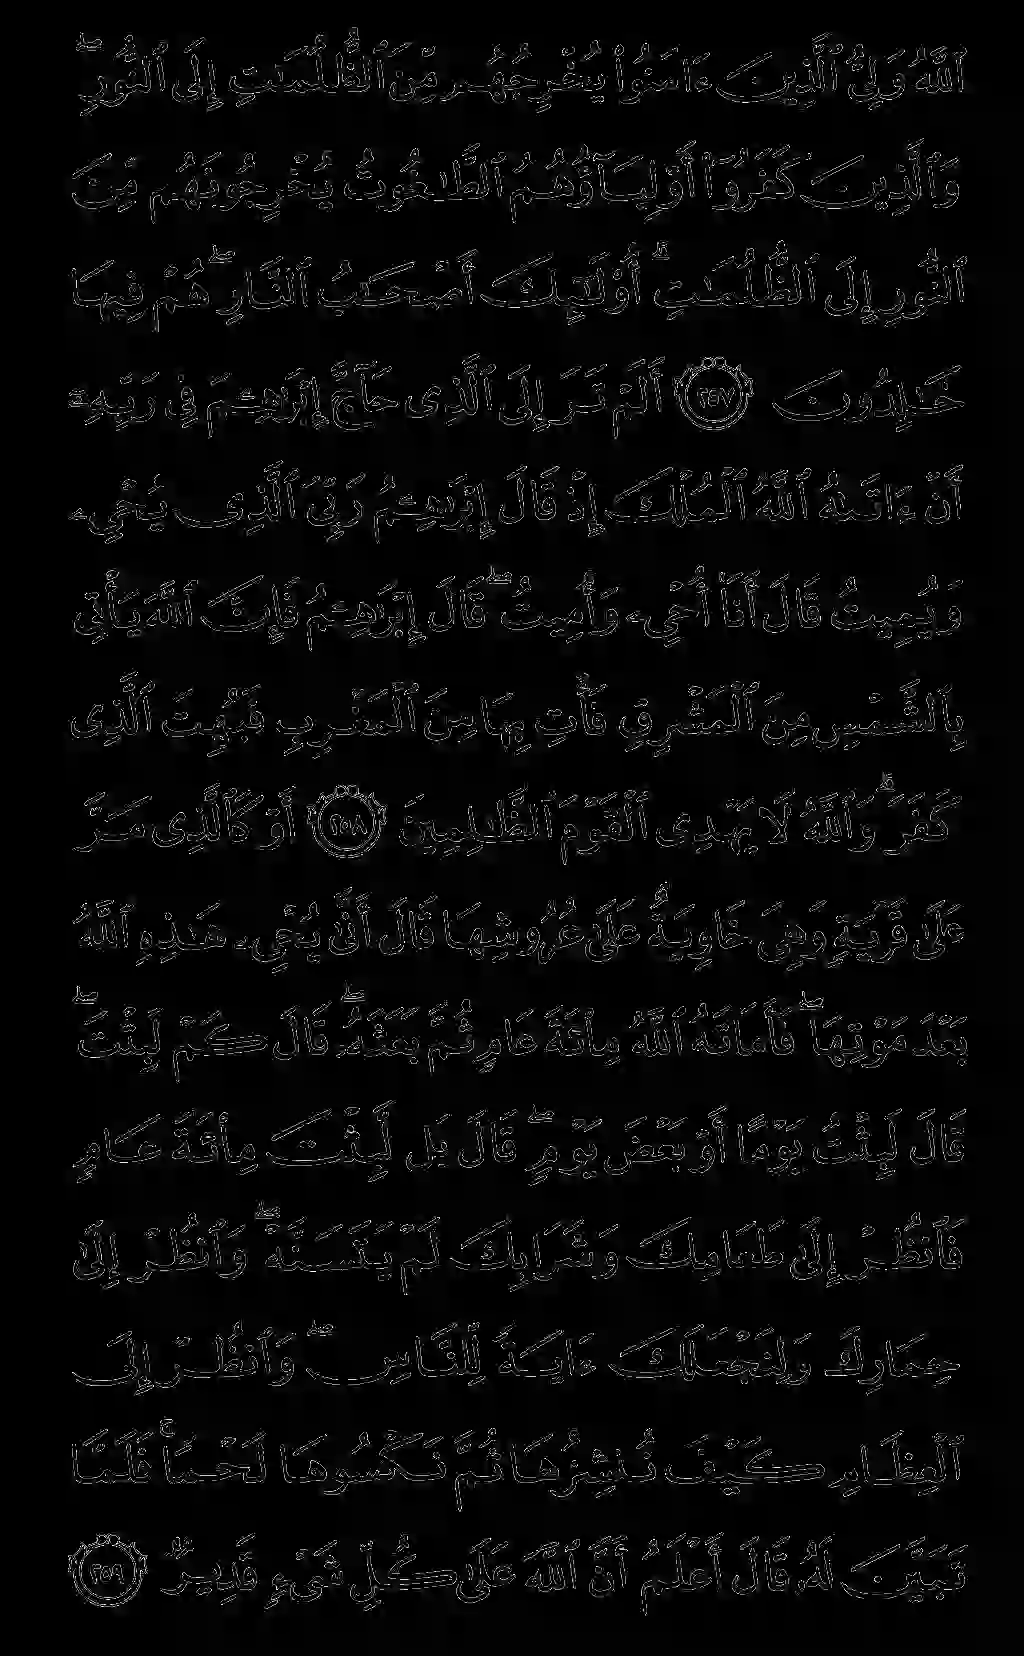 ٱللَّهُ وَلِىُّ ٱلَّذِينَ ءَامَنُوا۟ يُخْرِجُهُم مِّنَ ٱلظُّلُمَـٰتِ إِلَى ٱلنُّورِ ۖ
وَٱلَّذِينَ كَفَرُوٓا۟ أَوْلِيَآؤُهُمُ ٱلطَّـٰغُوتُ يُخْرِجُونَهُم مِّنَ
ٱلنُّورِ إِلَى ٱلظُّلُمَـٰتِ ۗ أُو۟لَـٰٓئِكَ أَصْحَـٰبُ ٱلنَّارِ ۖ هُمْ فِيهَا
خَـٰلِدُونَ ٢٥٧ أَلَمْ تَرَ إِلَى ٱلَّذِى حَآجَّ إِبْرَٰهِـۧمَ فِى رَبِّهِۦٓ
أَنْ ءَاتَىٰهُ ٱللَّهُ ٱلْمُلْكَ إِذْ قَالَ إِبْرَٰهِـۧمُ رَبِّىَ ٱلَّذِى يُحْىِۦ
وَيُمِيتُ قَالَ أَنَا۠ أُحْىِۦ وَأُمِيتُ ۖ قَالَ إِبْرَٰهِـۧمُ فَإِنَّ ٱللَّهَ يَأْتِى
بِٱلشَّمْسِ مِنَ ٱلْمَشْرِقِ فَأْتِ بِهَا مِنَ ٱلْمَغْرِبِ فَبُهِتَ ٱلَّذِى
كَفَرَ ۗ وَٱللَّهُ لَا يَهْدِى ٱلْقَوْمَ ٱلظَّـٰلِمِينَ ٢٥٨ أَوْ كَٱلَّذِى مَرَّ
عَلَىٰ قَرْيَةٍ وَهِىَ خَاوِيَةٌ عَلَىٰ عُرُوشِهَا قَالَ أَنَّىٰ يُحْىِۦ هَـٰذِهِ ٱللَّهُ
بَعْدَ مَوْتِهَا ۖ فَأَمَاتَهُ ٱللَّهُ مِا۟ئَةَ عَامٍ ثُمَّ بَعَثَهُۥ ۖ قَالَ كَمْ لَبِثْتَ ۖ
قَالَ لَبِثْتُ يَوْمًا أَوْ بَعْضَ يَوْمٍ ۖ قَالَ بَل لَّبِثْتَ مِا۟ئَةَ عَامٍ
فَٱنظُرْ إِلَىٰ طَعَامِكَ وَشَرَابِكَ لَمْ يَتَسَنَّهْ ۖ وَٱنظُرْ إِلَىٰ
حِمَارِكَ وَلِنَجْعَلَكَ ءَايَةً لِّلنَّاسِ ۖ وَٱنظُرْ إِلَى
ٱلْعِظَامِ كَيْفَ نُنشِزُهَا ثُمَّ نَكْسُوهَا لَحْمًا ۚ فَلَمَّا
تَبَيَّنَ لَهُۥ قَالَ أَعْلَمُ أَنَّ ٱللَّهَ عَلَىٰ كُلِّ شَىْءٍ قَدِيرٌ ٢٥٩